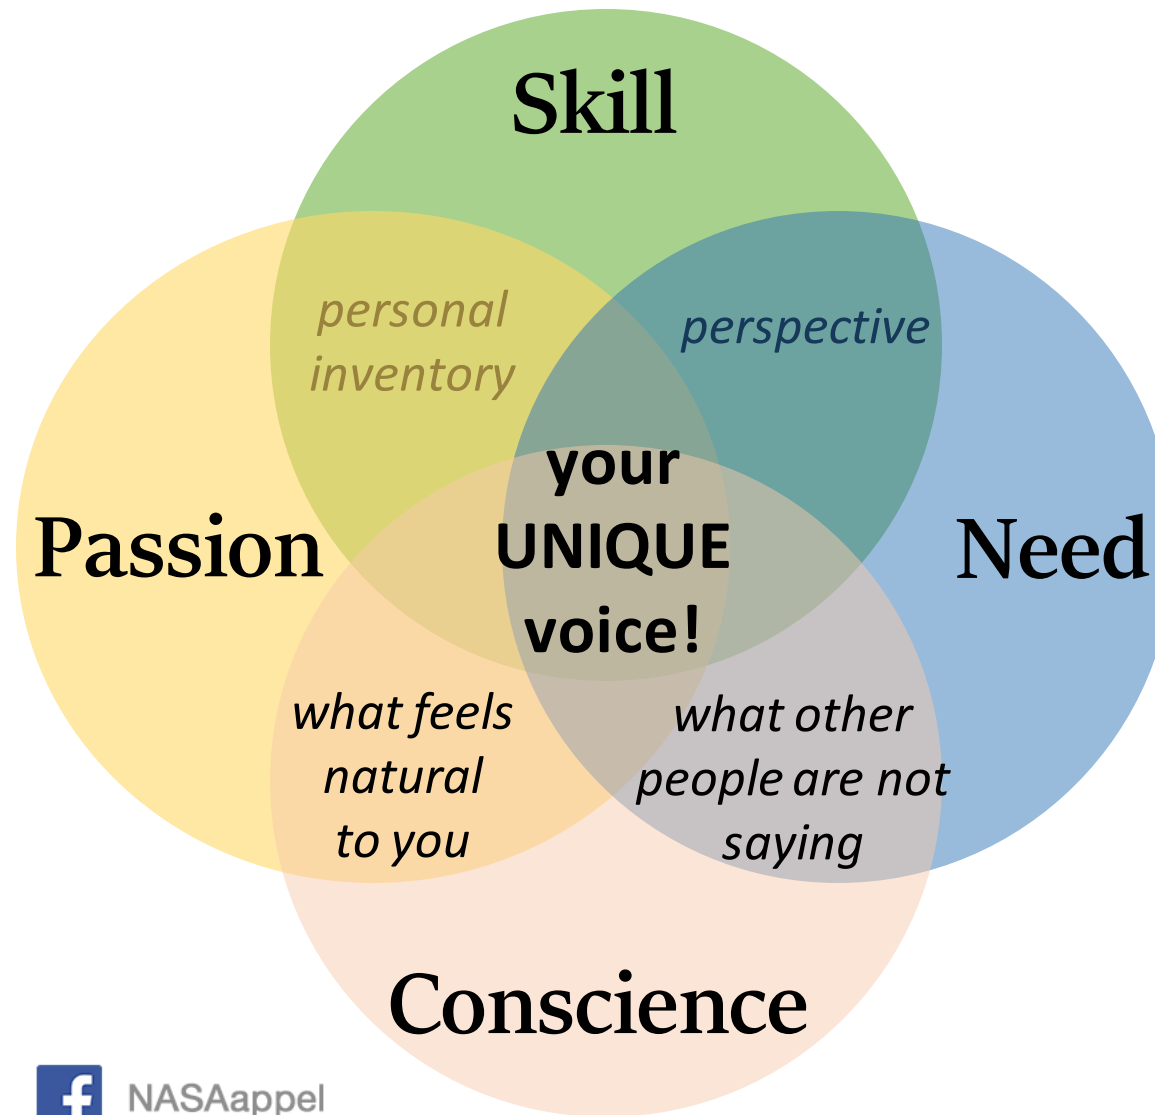 Skill
personal
inventory
perspective
your
UNIQUE
voice!
Passion
Need
what feels
natural
to you
what other
people are not
saying
Conscience
f NASAappel